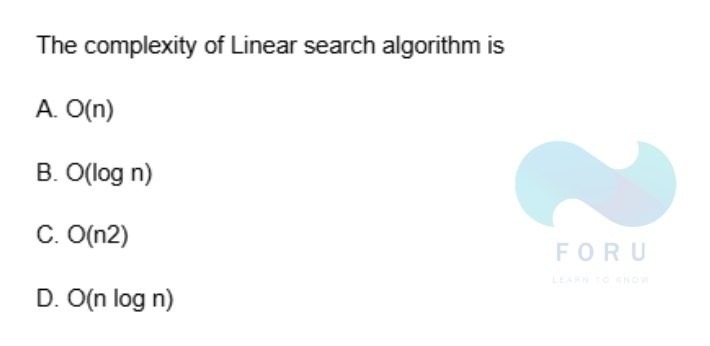 The complexity of Linear search algorithm is
A. O(n)
B. O(log n)
C. O(n2)
D. O(n log n)
FORU
LEARN TO KNOW